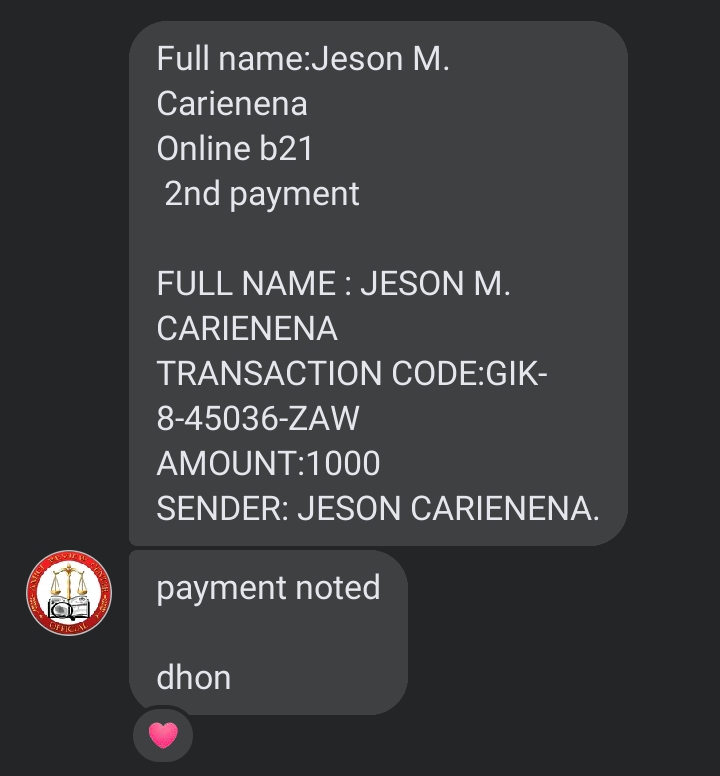 Full name:Jeson M.
Carienena
Online b21
2nd payment
FULL NAME : JESON M.
CARIENENA
TRANSACTION CODE:GIK-
8-45036-ZAW
AMOUNT:1000
SENDER: JESON CARIENENA.
payment noted
dhon
OFFICIAL